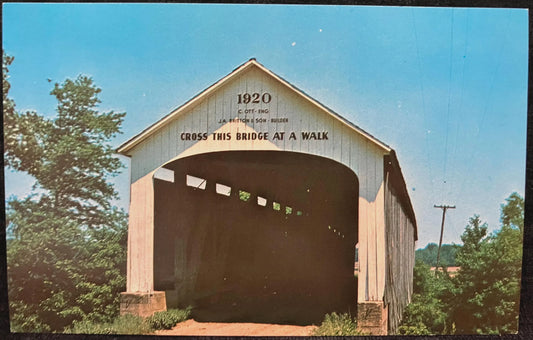 1920
C. OTT - ENG
J.A. BRITTON & SON - BUILDER
CROSS THIS BRIDGE AT A WALK